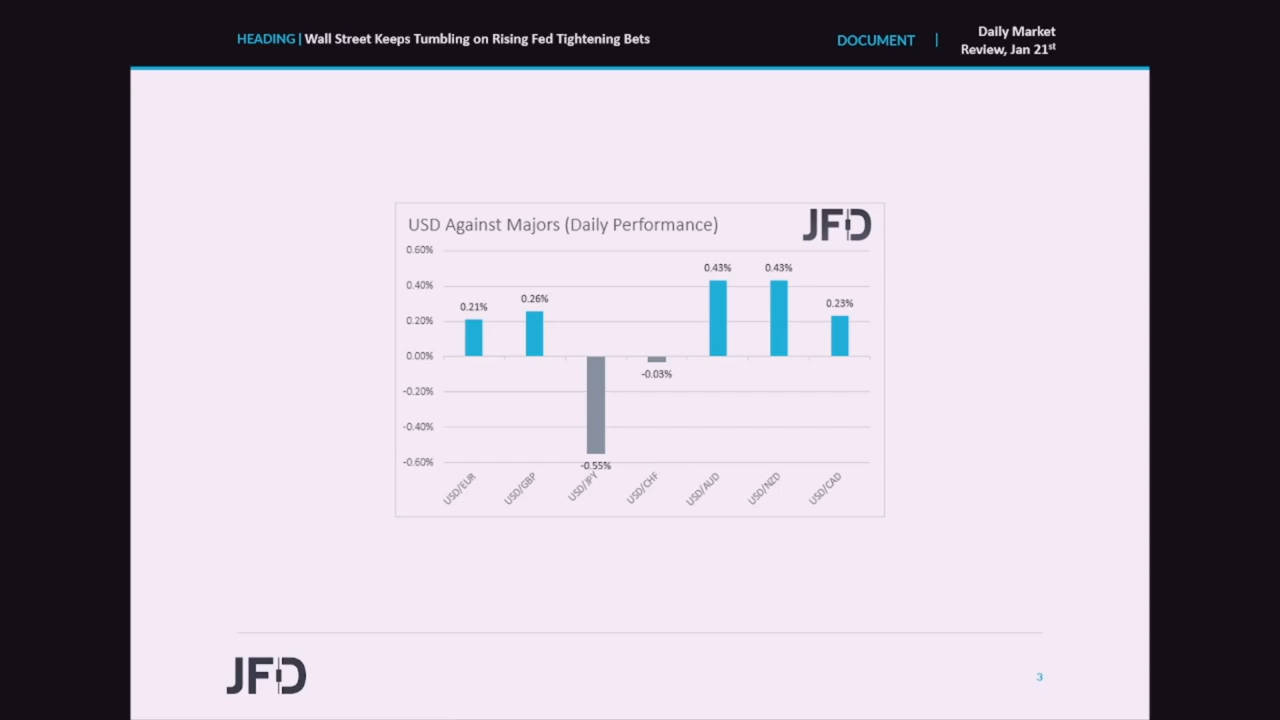 HEADING | Wall Street Keeps Tumbling on Rising Fed Tightening Bets
DOCUMENT |
Daily Market
Review, Jan 21st
USD Against Majors (Daily Performance)
JFD
0.60%
0.40%
0.20%
0.00%
-0.20%
-0.40%
-0.60%
0.21%
0.26%
-0.55%
-0.03%
0.43%
0.43%
0.23%
USD/EUR
USD/GBP
USD/JPY
USD/CHF
USD/AUD
USD/NZD
USD/CAD
JFD
3